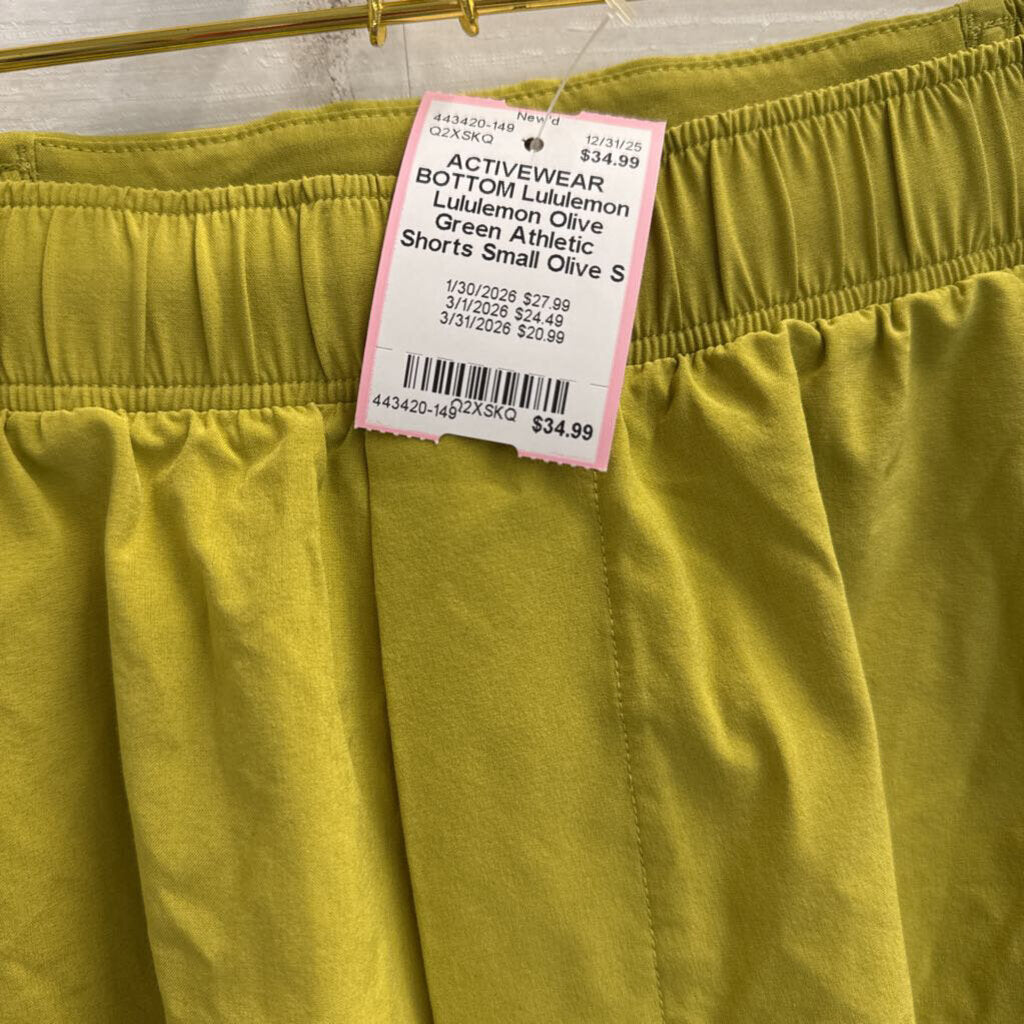 New'd
443420-149
Q2XSKQ
12/31/25
$34.99
ACTIVEWEAR
BOTTOM Lululemon
Lululemon Olive
Green Athletic
Shorts Small Olive S
1/30/2026 $27.99
3/1/2026 $24.49
3/31/2026 $20.99
443420-149 Q2XSKQ $34.99